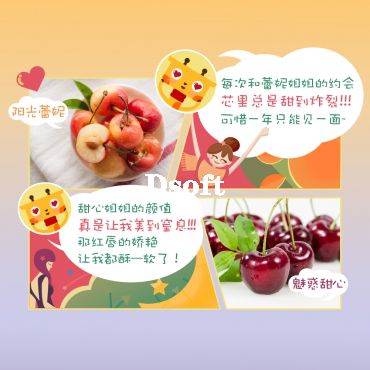 每次和蕾妮姐姐的约会
芯里总是甜到炸裂!!!
可惜一年只能见一面~
阳光蕾妮
Dsoft
甜心姐姐的颜值
真是让我美到窒息!!!
那红唇的娇艳
让我都酥一软了！
魅惑甜心